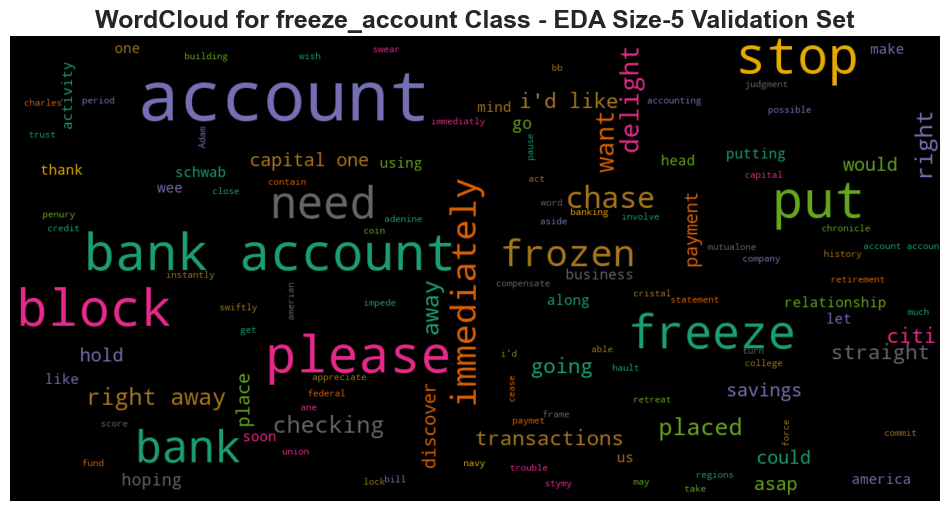 WordCloud for freeze_account Class - EDA Size-5 Validation Set
one
building
wish
swear
stop
make
account
bb
delight
judgment
activity
charles
period
mind
i'd like
accounting
possible
immediatly
go
want
right
trust
Adam
pause
capital one
using
head
putting
would
thank
schwab
wee
close
contain
act
capital
need
chase
put
penury
credit
adenine
coin
word
aside
banking
involve
payment
chronicle
bank account
frozen
mutualone
company
history
account accoun
instantly
immediately
business
compensate
statement
retirement
block
swiftly
amerian
impede
away
along
cristal
relationship
much
get
freeze
let
citi
hold
please
i'd
able
hault
turn
college
straight
like
appreciate
going
right away
place
federal
cease
retreat
savings
score
ane
checking
discover
paymet
frame
placed
force
commit
bank
soon
union
transactions
us
could
fund
hoping
lock
bill
navy
trouble
stymy
may
take
regions
asap
america